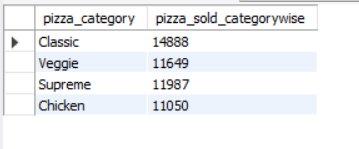 pizza_category pizza_sold_categorywise
Classic 14888
Veggie 11649
Supreme 11987
Chicken 11050